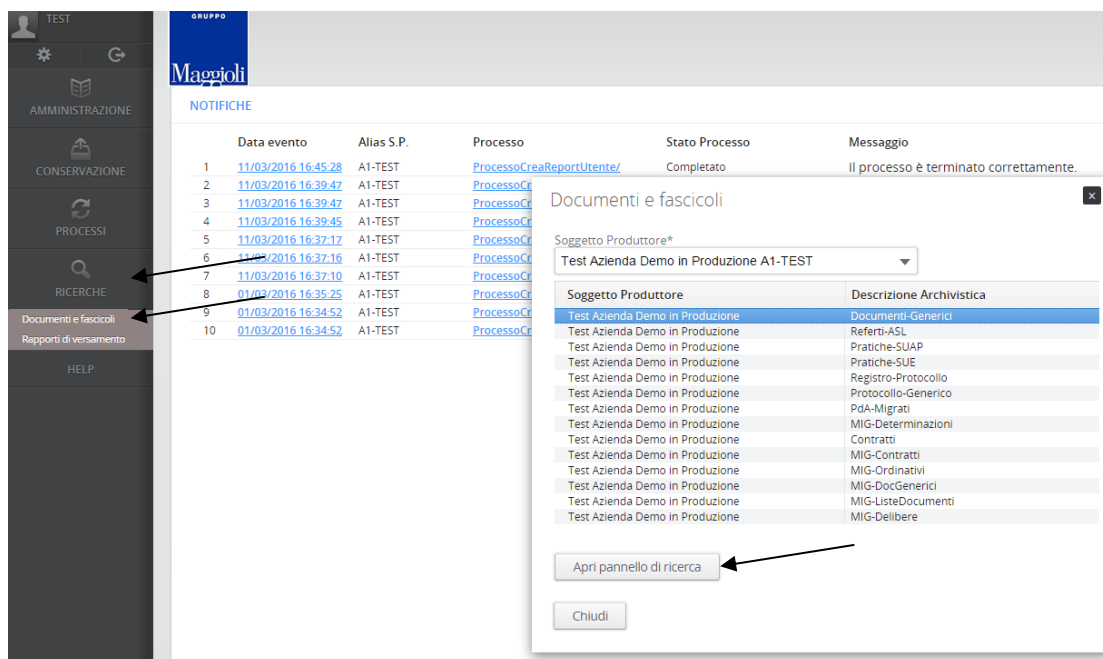 TEST
AMMINISTRAZIONE
CONSERVAZIONE
PROCESSI
RICERCHE
Documenti e fascicoli
Rapporti di versamento
HELP
GRUPPO
Maggioli
NOTIFICHE
Data evento Alias S.P. Processo Stato Processo Messaggio
1 11/03/2016 16:45:28 A1-TEST ProcessoCreaReportUtente/ Completato Il processo è terminato correttamente.
2 11/03/2016 16:39:47 A1-TEST ProcessoCr
3 11/03/2016 16:39:47 A1-TEST ProcessoCr
4 11/03/2016 16:39:45 A1-TEST ProcessoCr
5 11/03/2016 16:37:17 A1-TEST ProcessoCr
6 11/03/2016 16:37:16 A1-TEST ProcessoCr
7 11/03/2016 16:37:10 A1-TEST ProcessoCr
8 01/03/2016 16:35:25 A1-TEST ProcessoCr
9 01/03/2016 16:34:52 A1-TEST ProcessoCr
10 01/03/2016 16:34:52 A1-TEST ProcessoCr
Documenti e fascicoli
Soggetto Produttore*
Test Azienda Demo in Produzione A1-TEST
Soggetto Produttore Descrizione Archivistica
Test Azienda Demo in Produzione Documenti-Generici
Test Azienda Demo in Produzione Referti-ASL
Test Azienda Demo in Produzione Pratiche-SUAP
Test Azienda Demo in Produzione Pratiche-SUE
Test Azienda Demo in Produzione Registro-Protocollo
Test Azienda Demo in Produzione Protocollo-Generico
Test Azienda Demo in Produzione PdA-Migrati
Test Azienda Demo in Produzione MIG-Determinazioni
Test Azienda Demo in Produzione Contratti
Test Azienda Demo in Produzione MIG-Contratti
Test Azienda Demo in Produzione MIG-Ordinativi
Test Azienda Demo in Produzione MIG-DocGenerici
Test Azienda Demo in Produzione MIG-ListeDocumenti
Test Azienda Demo in Produzione MIG-Delibere
Apri pannello di ricerca
Chiudi